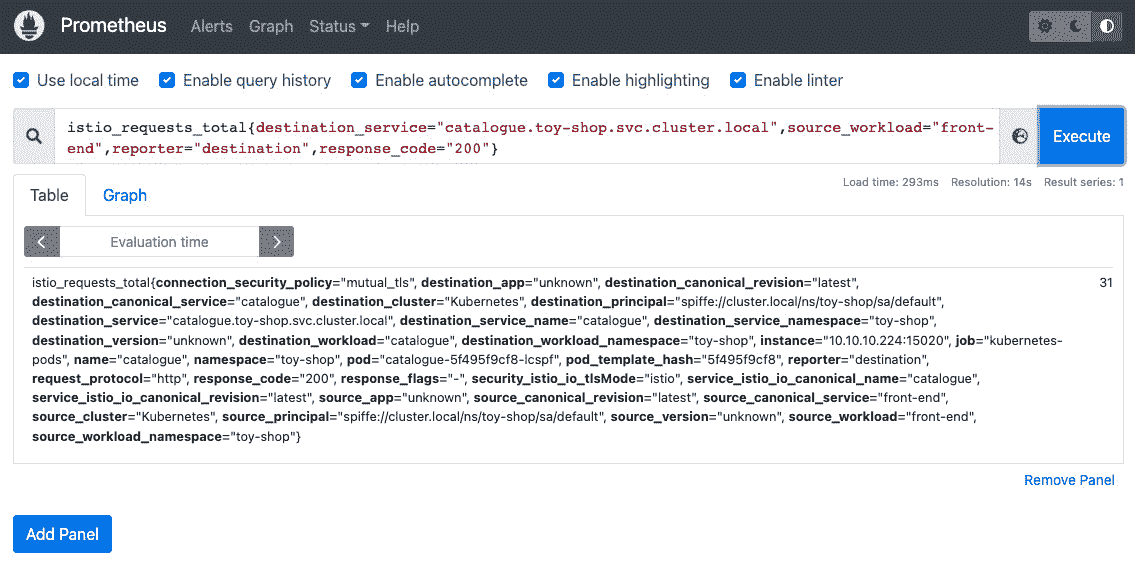 Prometheus Alerts Graph Status Help
Use local time Enable query history Enable autocomplete Enable highlighting Enable linter
istio_requests_total{destination_service="catalogue.toy-shop.svc.cluster.local",source_workload="front-
end",reporter="destination",response_code="200"}
Execute
Load time: 293ms Resolution: 14s Result series: 1
Table Graph
Evaluation time
istio_requests_total{connection_security_policy="mutual_tls", destination_app="unknown", destination_canonical_revision="latest", 31
destination_canonical_service="catalogue", destination_cluster="Kubernetes", destination_principal="spiffe://cluster.local/ns/toy-shop/sa/default",
destination_service="catalogue.toy-shop.svc.cluster.local", destination_service_name="catalogue", destination_service_namespace="toy-shop",
destination_version="unknown", destination_workload="catalogue", destination_workload_namespace="toy-shop", instance="10.10.10.224:15020", job="kubernetes-
pods", name="catalogue", namespace="toy-shop", pod="catalogue-5f495f9cf8-lcspf", pod_template_hash="5f495f9cf8", reporter="destination",
request_protocol="http", response_code="200", response_flags="-", security_istio_io_tlsMode="istio", service_istio_io_canonical_name="catalogue",
service_istio_io_canonical_revision="latest", source_app="unknown", source_canonical_revision="latest", source_canonical_service="front-end",
source_cluster="Kubernetes", source_principal="spiffe://cluster.local/ns/toy-shop/sa/default", source_version="unknown", source_workload="front-end",
source_workload_namespace="toy-shop"}
Remove Panel
Add Panel